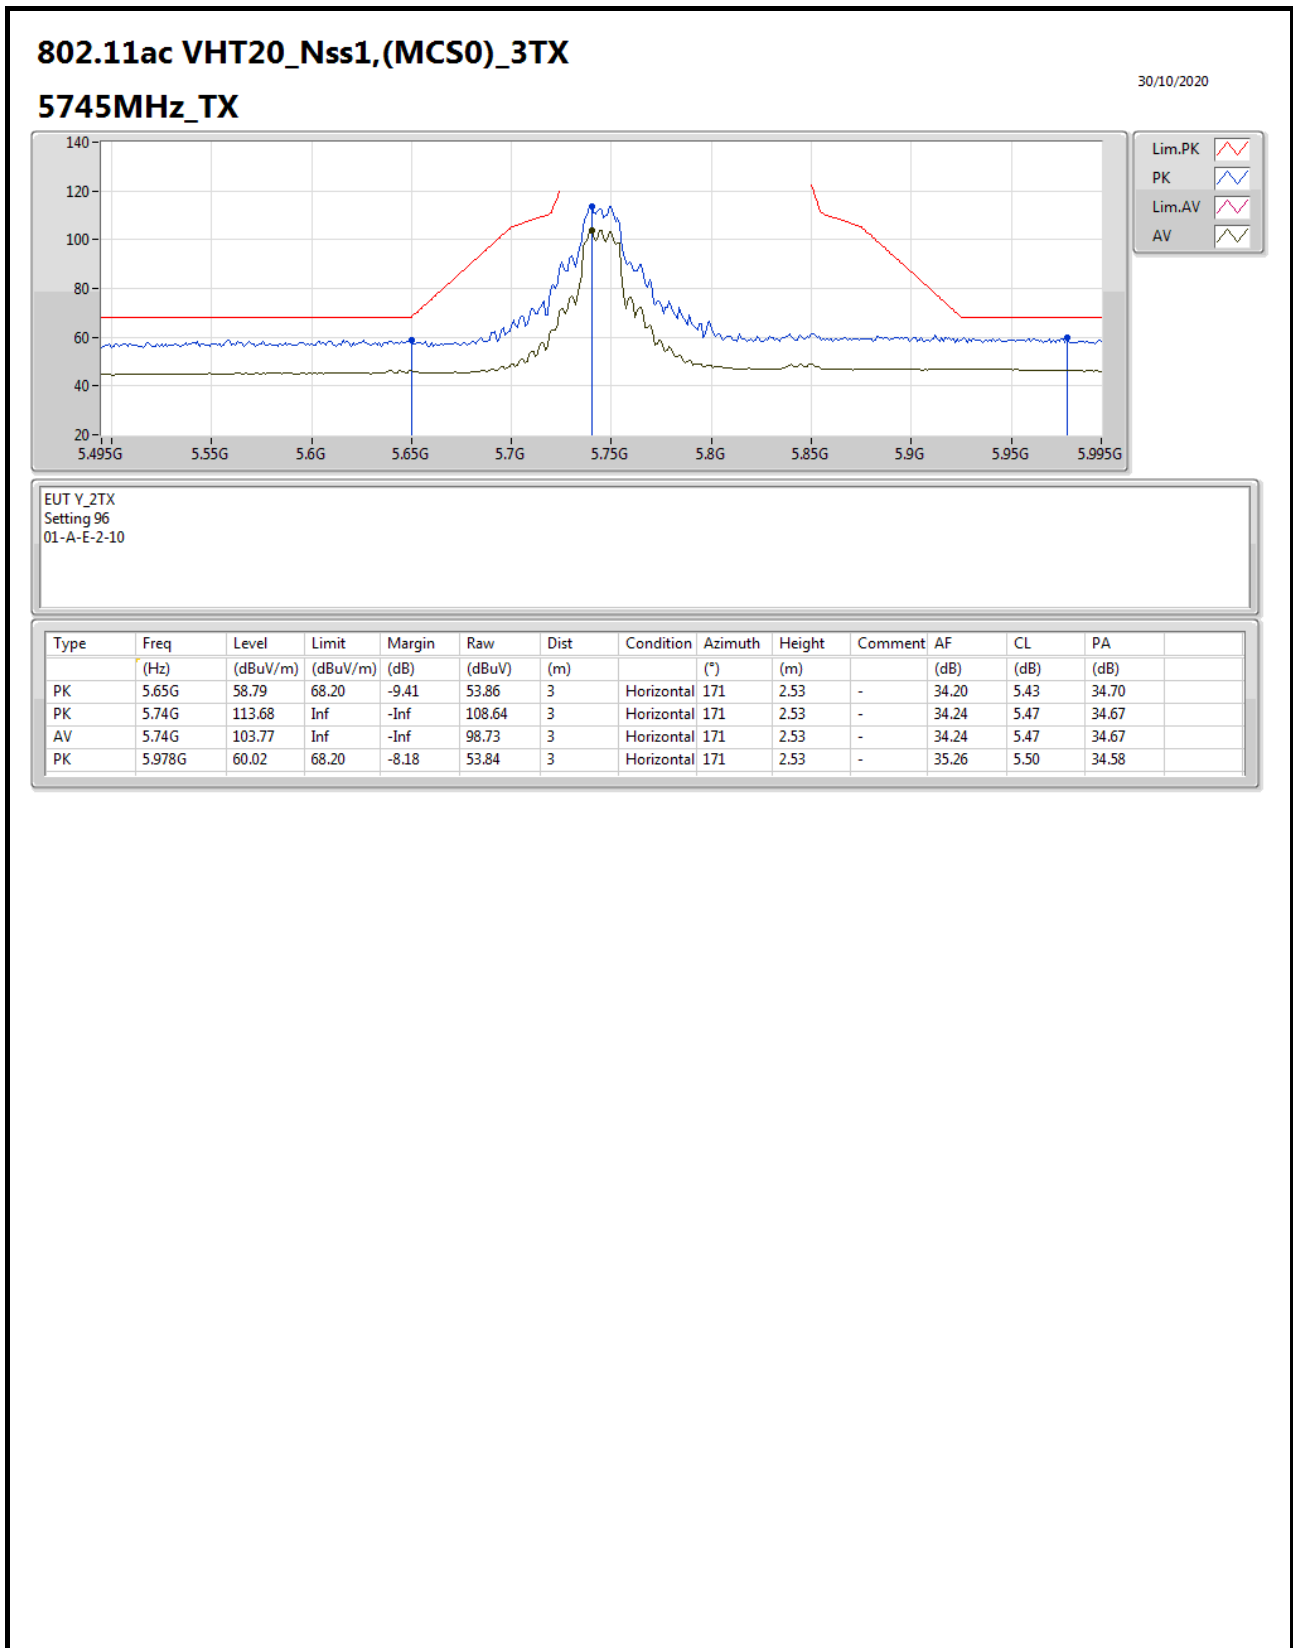 802.11ac VHT20_Nss1,(MCS0)_3TX
30/10/2020
5745MHz_TX
140
120
100
80
60
40
20
5.495G 5.55G 5.6G 5.65G 5.7G 5.75G 5.8G 5.85G 5.9G 5.95G 5.995G
Lim.PK
PK
Lim.AV
AV
EUT Y_2TX
Setting 96
01-A-E-2-10
Type Freq Level Limit Margin Raw Dist Condition Azimuth Height Comment AF CL PA
(Hz) (dBuV/m) (dBuV/m) (dB) (dBuV) (m) (°) (m) (dB) (dB) (dB)
PK 5.65G 58.79 68.20 -9.41 53.86 3 Horizontal 171 2.53 - 34.20 5.43 34.70
PK 5.74G 113.68 Inf -Inf 108.64 3 Horizontal 171 2.53 - 34.24 5.47 34.67
AV 5.74G 103.77 Inf -Inf 98.73 3 Horizontal 171 2.53 - 34.24 5.47 34.67
PK 5.978G 60.02 68.20 -8.18 53.84 3 Horizontal 171 2.53 - 35.26 5.50 34.58